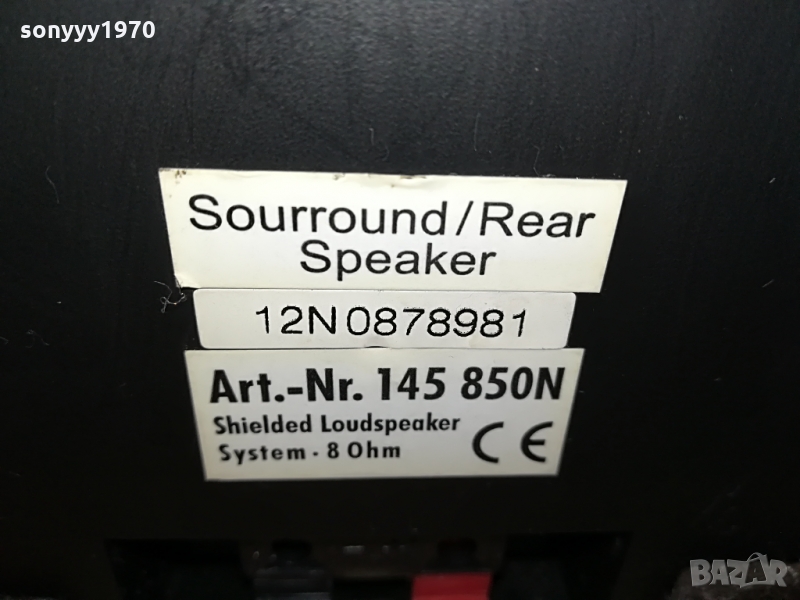 sonyyy1970
Sourround/Rear
Speaker
12N0878981
Art.-Nr. 145 850N
Shielded Loudspeaker
System - 8 Ohm
CE
BAZAR